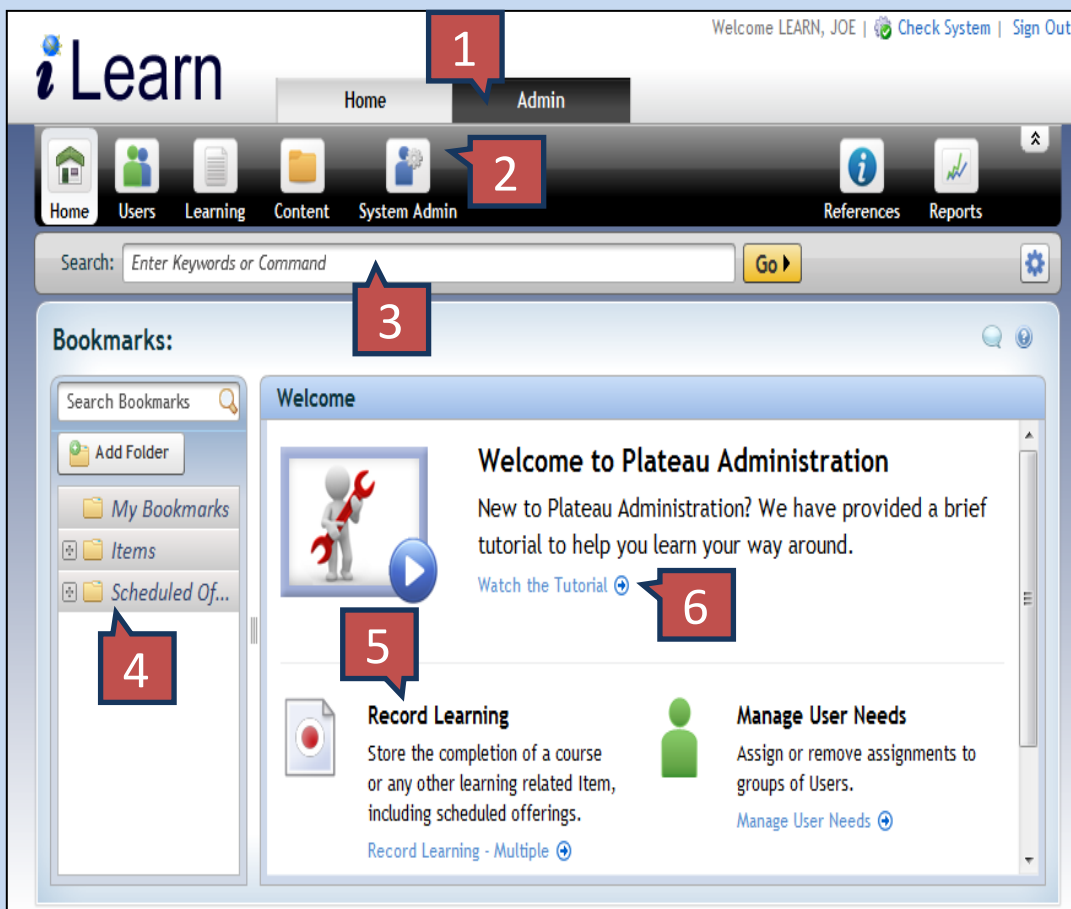 Welcome LEARN, JOE | Check System | Sign Out
iLearn
1
Home Admin
2
Home Users Learning Content System Admin References Reports
Search: Enter Keywords or Command Go
3
Bookmarks:
Search Bookmarks
Add Folder
My Bookmarks
Items
Scheduled Of...
4
Welcome
Welcome to Plateau Administration
New to Plateau Administration? We have provided a brief
tutorial to help you learn your way around.
Watch the Tutorial
6
5
Record Learning
Store the completion of a course
or any other learning related Item,
including scheduled offerings.
Record Learning - Multiple
Manage User Needs
Assign or remove assignments to
groups of Users.
Manage User Needs